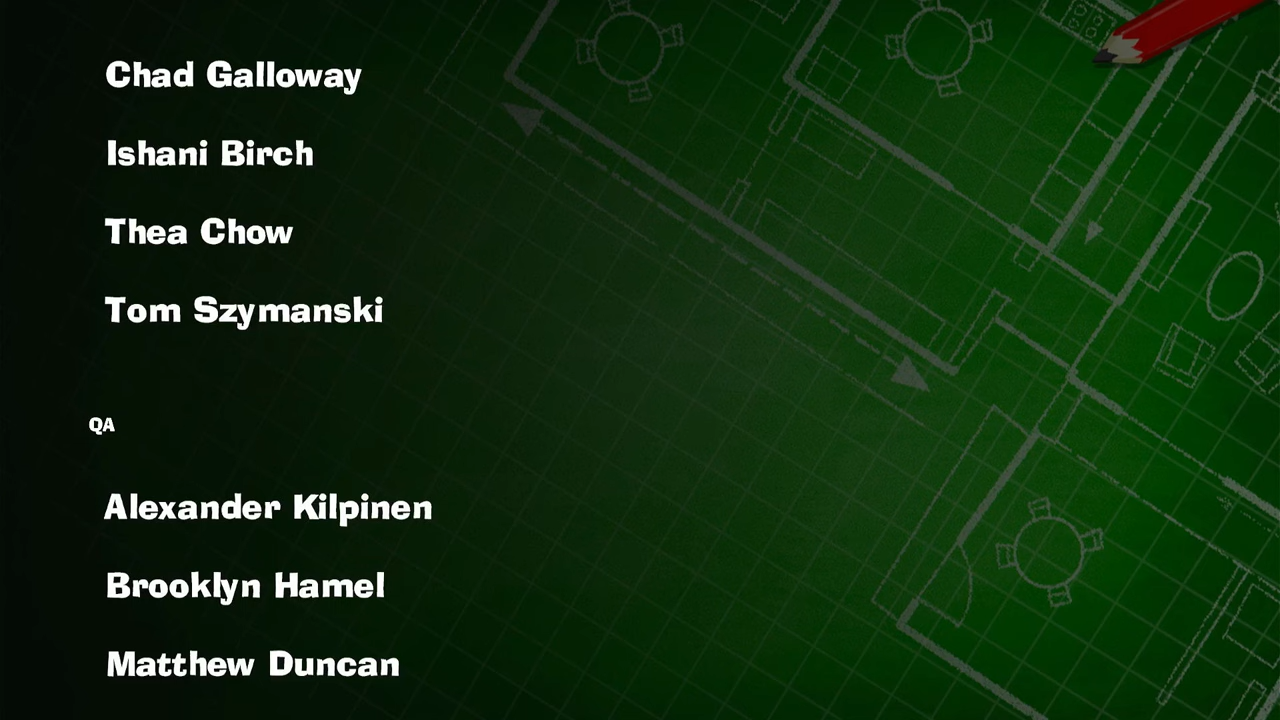 Chad Galloway
Ishani Birch
Thea Chow
Tom Szymanski
QA
Alexander Kilpinen
Brooklyn Hamel
Matthew Duncan